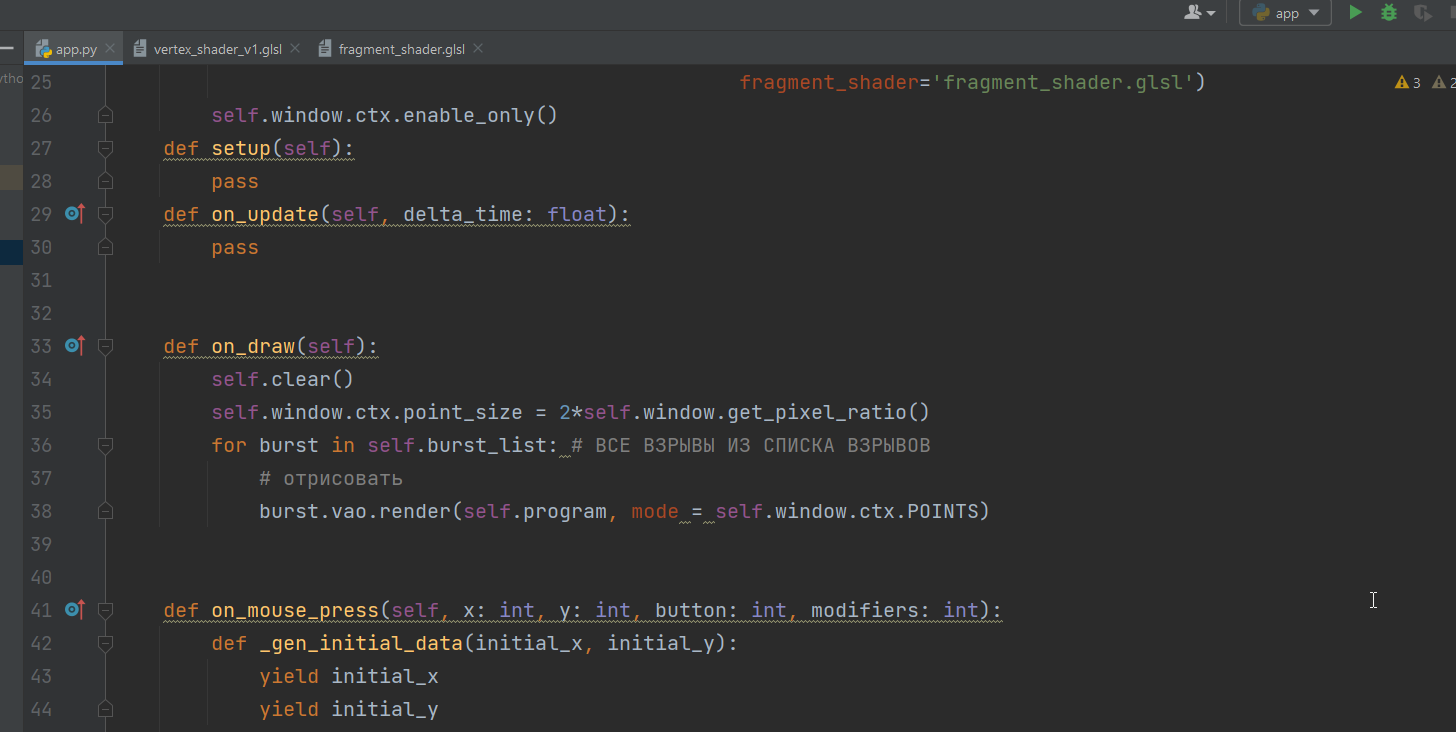 app
app.py vertex_shader_v1.glsl fragment_shader.glsl
25 fragment_shader='fragment_shader.glsl') 3 2
26 self.window.ctx.enable_only()
27 def setup(self):
28 pass
29 def on_update(self, delta_time: float):
30 pass
31
32
33 def on_draw(self):
34 self.clear()
35 self.window.ctx.point_size = 2*self.window.get_pixel_ratio()
36 for burst in self.burst_list: # ВСЕ ВЗРЫВЫ ИЗ СПИСКА ВЗРЫВОВ
37 # отрисовать
38 burst.vao.render(self.program, mode = self.window.ctx.POINTS)
39
40
41 def on_mouse_press(self, x: int, y: int, button: int, modifiers: int):
42 def _gen_initial_data(initial_x, initial_y):
43 yield initial_x
44 yield initial_y